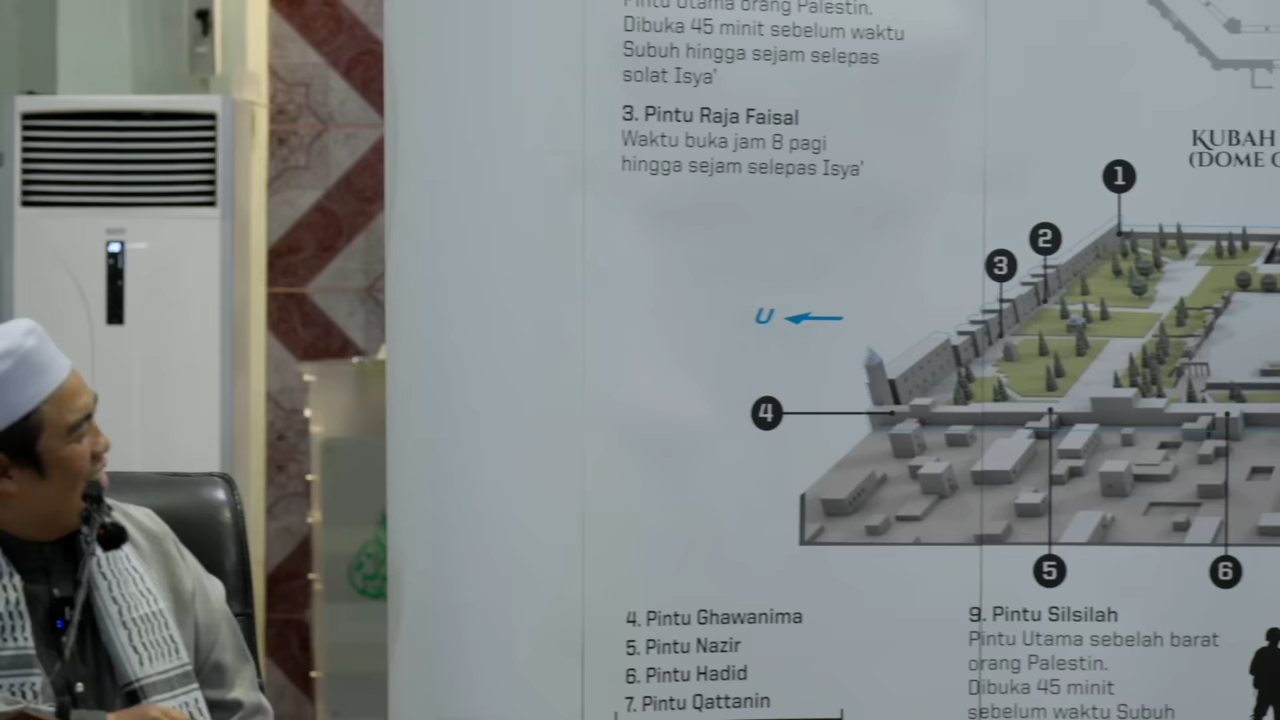 Pintu Utama orang Palestin.
Dibuka 45 minit sebelum waktu
Subuh hingga sejam selepas
solat Isya'
3. Pintu Raja Faisal
Waktu buka jam 8 pagi
hingga sejam selepas Isya'
KUBAH
(DOME
1
2
3
U
4
5
6
4. Pintu Ghawanima
5. Pintu Nazir
6. Pintu Hadid
7. Pintu Qattanin
9. Pintu Silsilah
Pintu Utama sebelah barat
orang Palestin.
Dibuka 45 minit
sebelum waktu Subuh